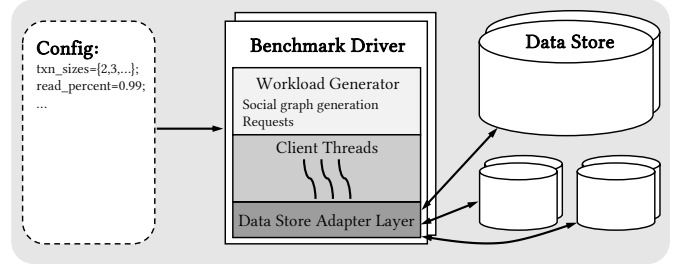 Config:
txn_sizes={2,3,...};
read_percent=0.99;
...
Benchmark Driver
Workload Generator
Social graph generation
Requests
Client Threads
Data Store Adapter Layer
Data Store